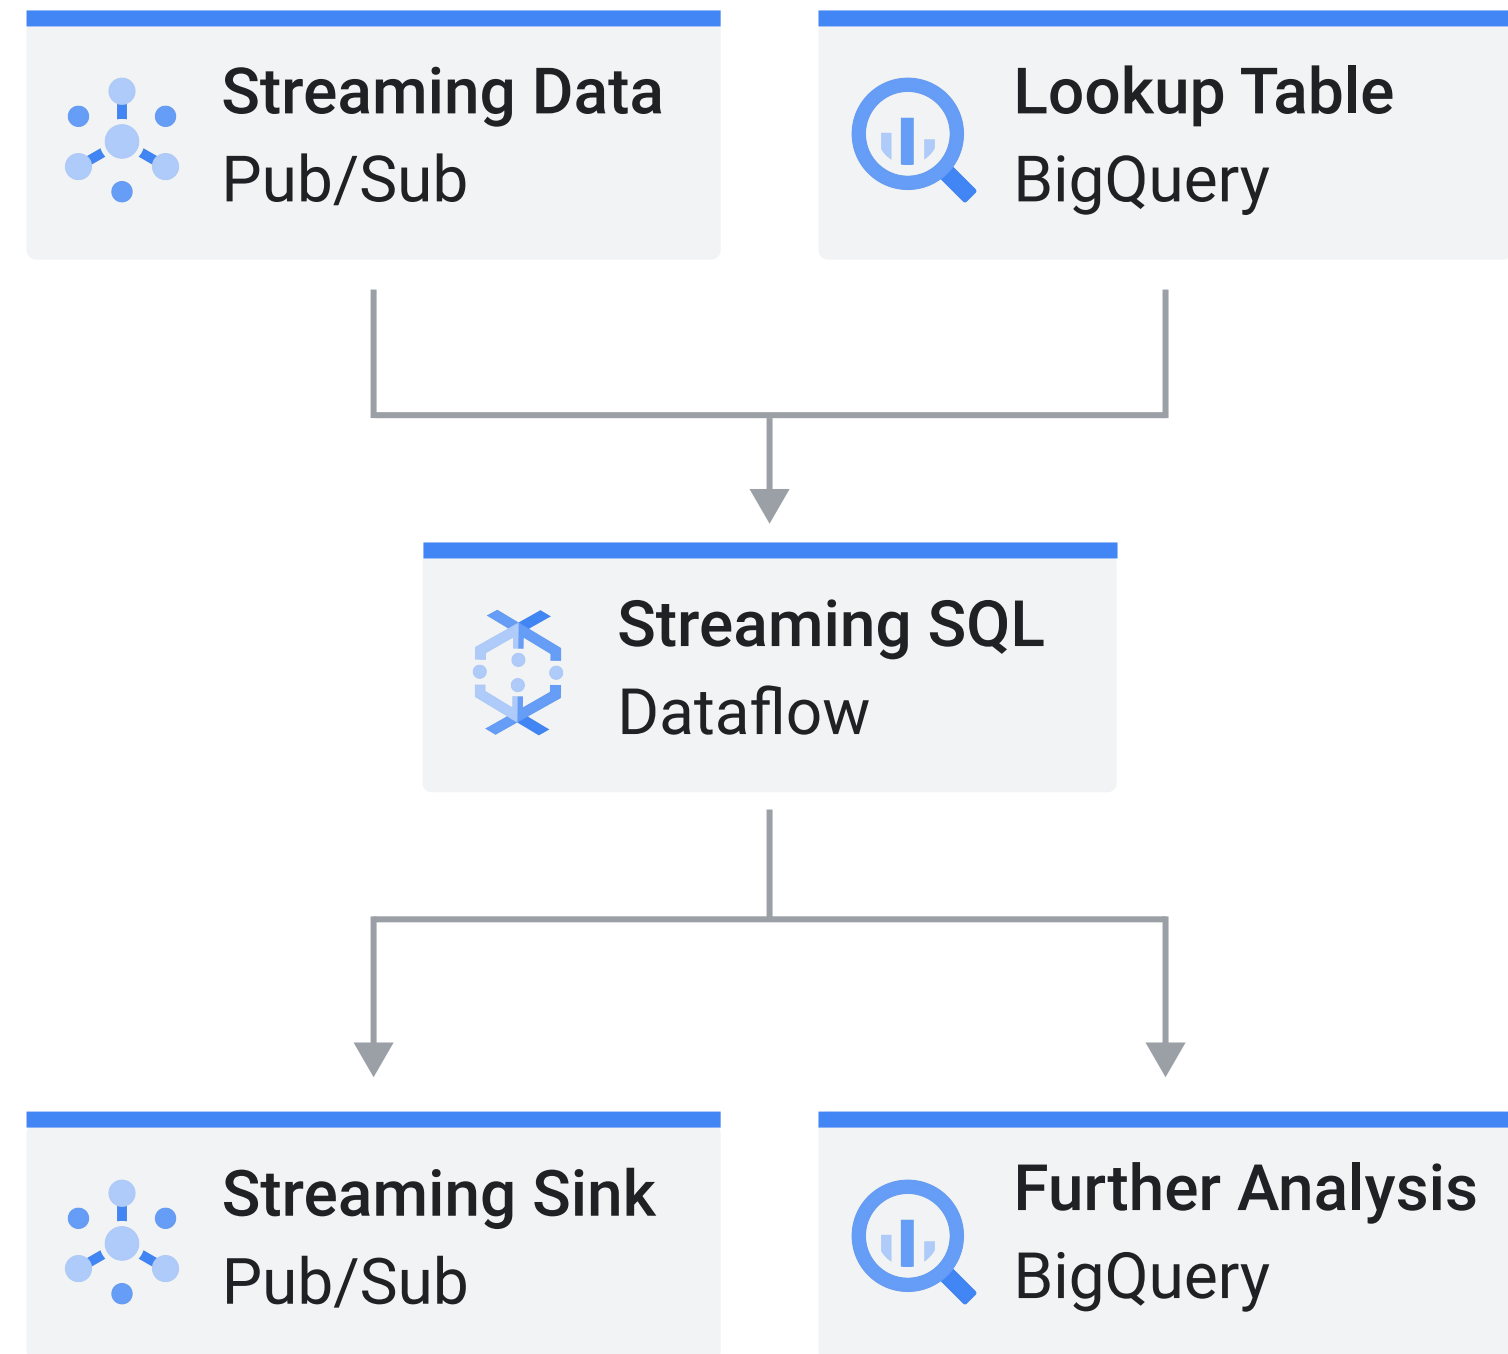 Streaming Data
Pub/Sub
Lookup Table
BigQuery
Streaming SQL
Dataflow
Streaming Sink
Pub/Sub
Further Analysis
BigQuery